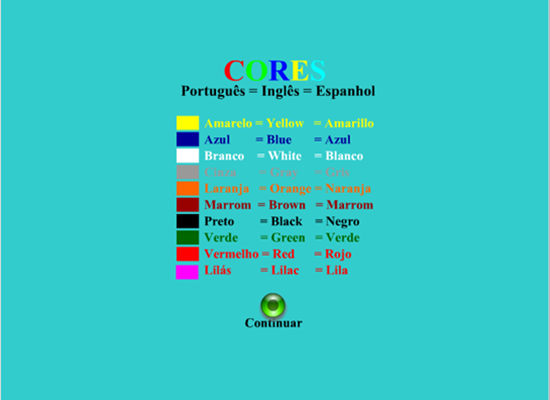 CORES
Português = Inglês = Espanhol
Amarelo = Yellow = Amarillo
Azul = Blue = Azul
Branco = White = Blanco
Cinza = Gray = Gris
Laranja = Orange = Naranja
Marrom = Brown = Marrom
Preto = Black = Negro
Verde = Green = Verde
Vermelho = Red = Rojo
Lilás = Lilac = Lila
Continuar